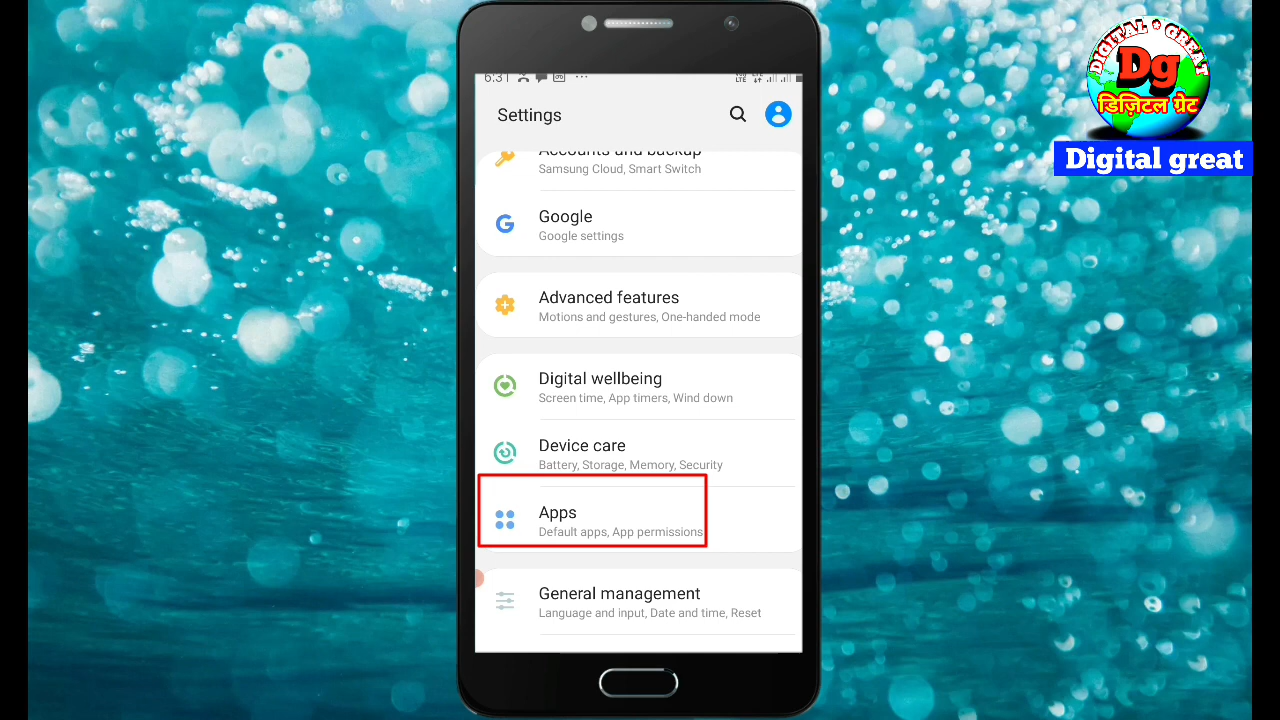 6:31
Settings
Accounts and backup
Samsung Cloud, Smart Switch
Google
Google settings
Advanced features
Motions and gestures, One-handed mode
Digital wellbeing
Screen time, App timers, Wind down
Device care
Battery, Storage, Memory, Security
Apps
Default apps, App permissions
General management
Language and input, Date and time, Reset
DIGITAL * GREAT
Dg
डिज़िटल ग्रेट
Digital great